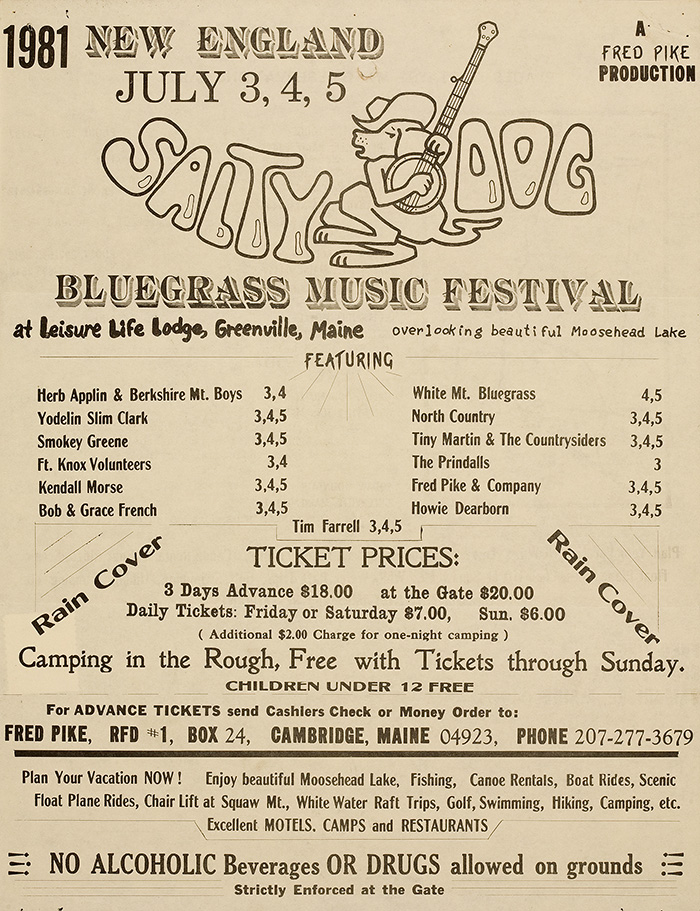 1981 NEW ENGLAND
JULY 3, 4, 5
A
FRED PIKE
PRODUCTION
SALTY DOG
BLUEGRASS MUSIC FESTIVAL
at Leisure Life Lodge, Greenville, Maine overlooking beautiful Moosehead Lake
FEATURING
Herb Applin & Berkshire Mt. Boys 3,4
Yodelin Slim Clark 3,4,5
Smokey Greene 3,4,5
Ft. Knox Volunteers 3,4
Kendall Morse 3,4,5
Bob & Grace French 3,4,5
White Mt. Bluegrass 4,5
North Country 3,4,5
Tiny Martin & The Countrysiders 3,4,5
The Prindalls 3
Fred Pike & Company 3,4,5
Howie Dearborn 3,4,5
Tim Farrell 3,4,5
Rain Cover
TICKET PRICES:
Rain Cover
3 Days Advance $18.00 at the Gate $20.00
Daily Tickets: Friday or Saturday $7.00, Sun. $6.00
( Additional $2.00 Charge for one-night camping )
Camping in the Rough, Free with Tickets through Sunday.
CHILDREN UNDER 12 FREE
For ADVANCE TICKETS send Cashiers Check or Money Order to:
FRED PIKE, RFD #1, BOX 24, CAMBRIDGE, MAINE 04923, PHONE 207-277-3679
Plan Your Vacation NOW! Enjoy beautiful Moosehead Lake, Fishing, Canoe Rentals, Boat Rides, Scenic
Float Plane Rides, Chair Lift at Squaw Mt., White Water Raft Trips, Golf, Swimming, Hiking, Camping, etc.
Excellent MOTELS. CAMPS and RESTAURANTS
NO ALCOHOLIC Beverages OR DRUGS allowed on grounds
Strictly Enforced at the Gate